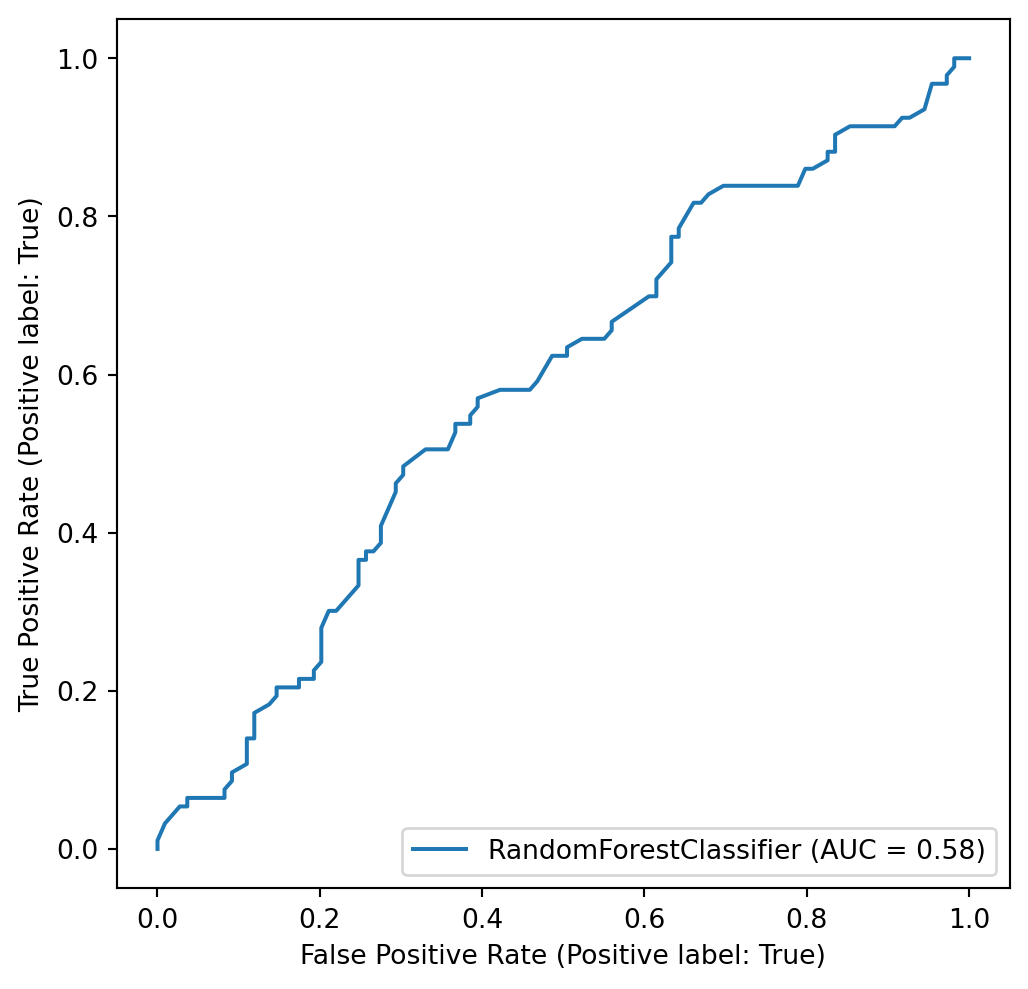 True Positive Rate (Positive label: True)
1.0
0.8
0.6
0.4
0.2
0.0
RandomForestClassifier (AUC = 0.58)
0.0 0.2 0.4 0.6 0.8 1.0
False Positive Rate (Positive label: True)